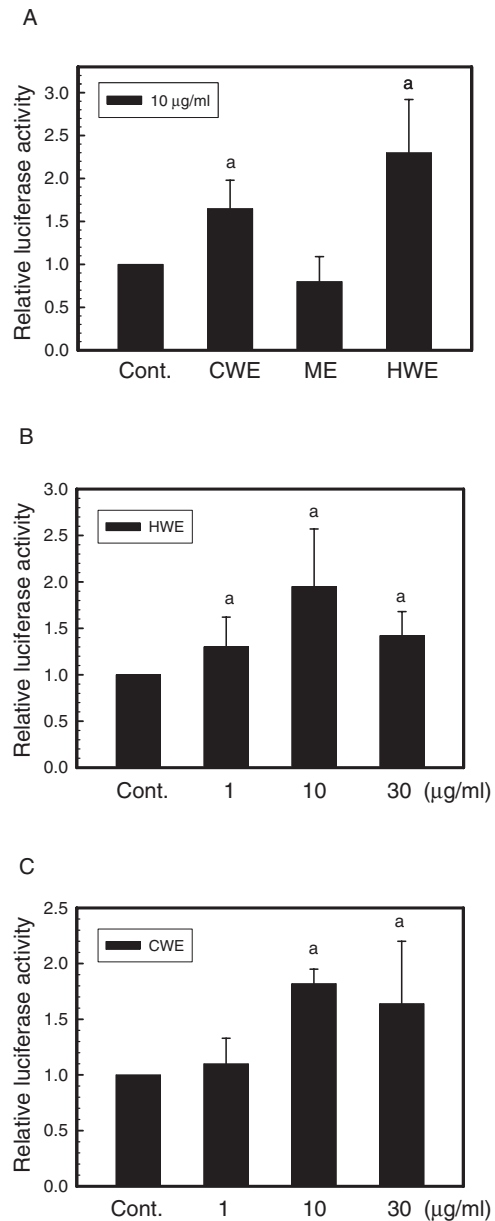 A
Relative luciferase activity
3.0
2.5
2.0
1.5
1.0
0.5
0.0
10 μg/ml
a
a
Cont. CWE ME HWE
B
Relative luciferase activity
3.0
2.5
2.0
1.5
1.0
0.5
0.0
HWE
a
a
a
Cont. 1 10 30 (μg/ml)
C
Relative luciferase activity
2.5
2.0
1.5
1.0
0.5
0.0
CWE
a
a
Cont. 1 10 30 (μg/ml)